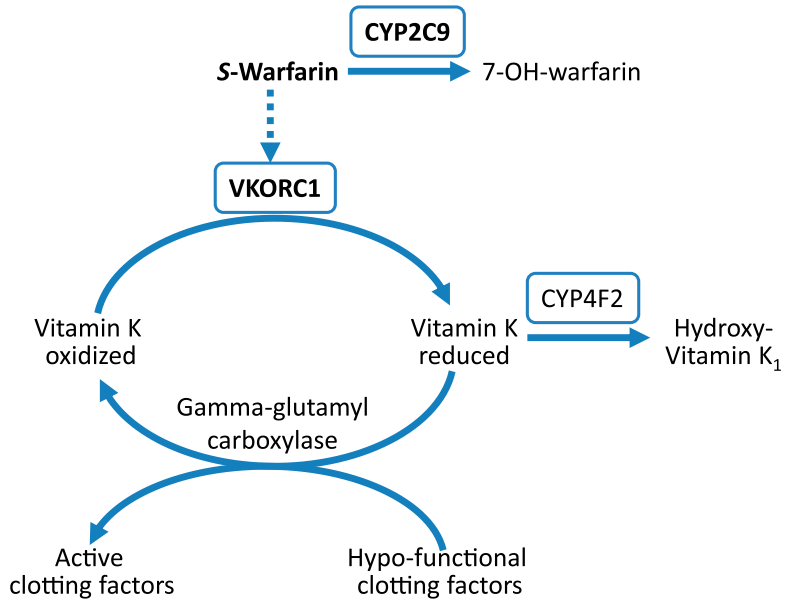 CYP2C9
S-Warfarin
7-OH-warfarin
VKORC1
CYP4F2
Vitamin K
oxidized
Vitamin K
reduced
Hydroxy-
Vitamin K₁
Gamma-glutamyl
carboxylase
Active
clotting factors
Hypo-functional
clotting factors